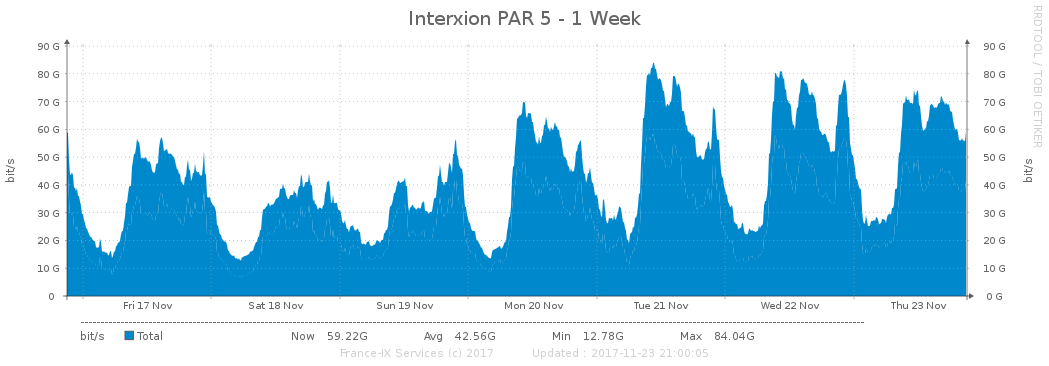 Interxion PAR 5 - 1 Week
RRDTOOL / TOBI OETIKER
90 G 90 G
80 G 80 G
70 G 70 G
60 G 60 G
50 G 50 G
40 G 40 G
30 G 30 G
20 G 20 G
10 G 10 G
0 0 G
bit/s
bit/s
Fri 17 Nov Sat 18 Nov Sun 19 Nov Mon 20 Nov Tue 21 Nov Wed 22 Nov Thu 23 Nov
bit/s Total Now 59.22G Avg 42.56G Min 12.78G Max 84.04G
France-IX Services (c) 2017 Updated : 2017-11-23 21:00:05